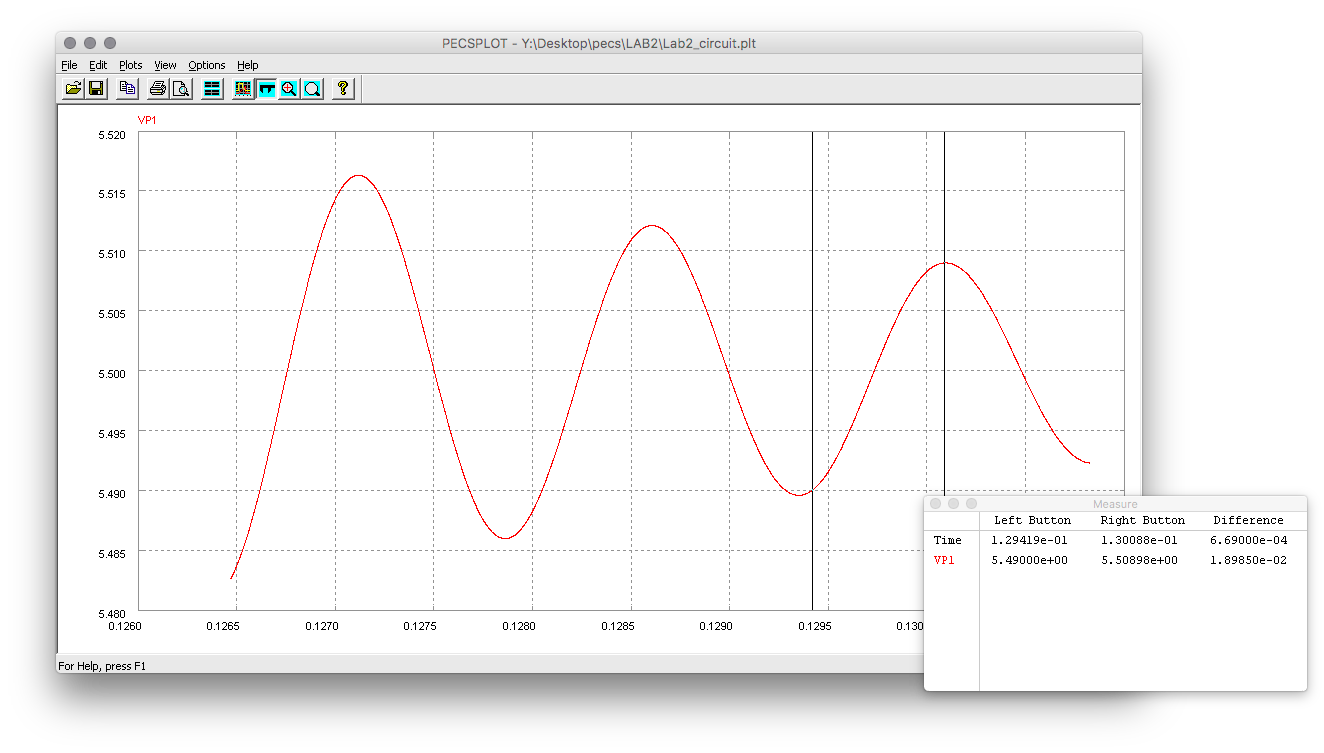 PECSPLOT - Y:\Desktop\pecs\LAB2\Lab2_circuit.plt
File Edit Plots View Options Help
VP1
5.520
5.515
5.510
5.505
5.500
5.495
5.490
5.485
5.480
0.1260 0.1265 0.1270 0.1275 0.1280 0.1285 0.1290 0.1295 0.130
For Help, press F1
Measure
Left Button Right Button Difference
Time 1.29419e-01 1.30088e-01 6.69000e-04
VP1 5.49000e+00 5.50898e+00 1.89850e-02